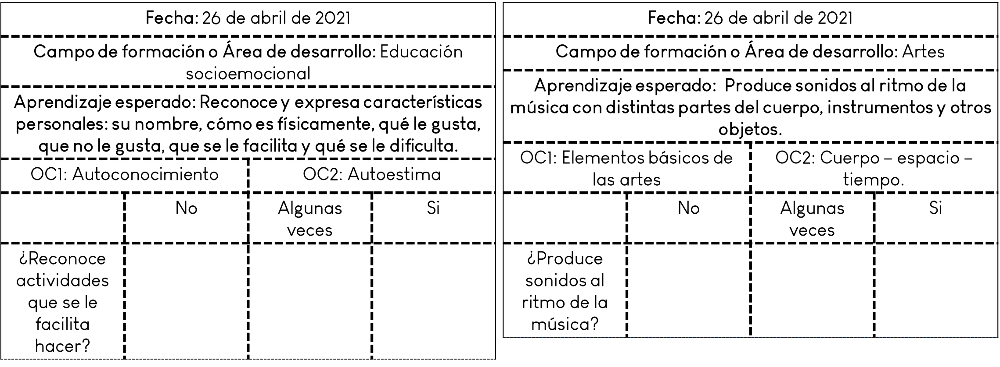 Fecha: 26 de abril de 2021
Campo de formación o Área de desarrollo: Educación
socioemocional
Aprendizaje esperado: Reconoce y expresa características
personales: su nombre, cómo es físicamente, qué le gusta,
que no le gusta, que se le facilita y qué se le dificulta.
OC1: Autoconocimiento
OC2: Autoestima
No
Algunas
veces
Si
¿Reconoce
actividades
que se le
facilita
hacer?
Fecha: 26 de abril de 2021
Campo de formación o Área de desarrollo: Artes
Aprendizaje esperado:  Produce sonidos al ritmo de la
música con distintas partes del cuerpo, instrumentos y otros
objetos.
OC1: Elementos básicos de
las artes
OC2: Cuerpo – espacio –
tiempo.
No
Algunas
veces
Si
¿Produce
sonidos al
ritmo de la
música?